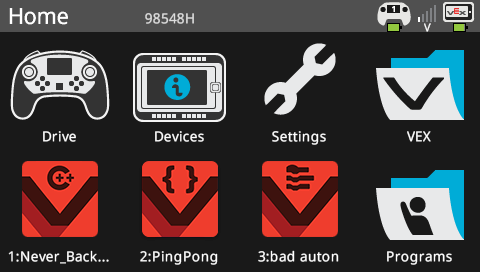 Home
98548H
1
VEX
V
Drive
Devices
Settings
VEX
C++
{ }
1:Never_Back...
2:PingPong
3:bad auton
Programs